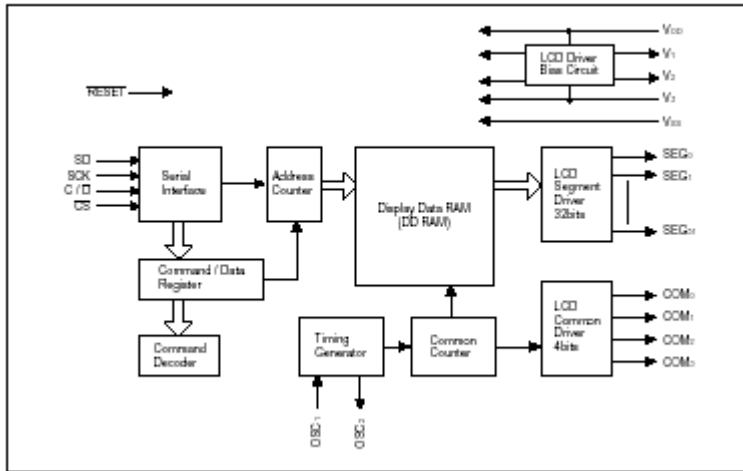 V₀₀
LCD Driver
Bias Circuit
V₁
V₂
V₃
VSS
RESET
SCK
C / D
CS
Serial
Interface
Address
Counter
Display Data RAM
(DD RAM)
LCD
Segment
Driver
32bits
SEG₀
SEG₁
SEG₃₁
Command / Data
Register
Command
Decoder
Timing
Generator
Common
Counter
LCD
Common
Driver
4bits
COM₀
COM₁
COM₂
COM₃
OSC₁
OSC₂